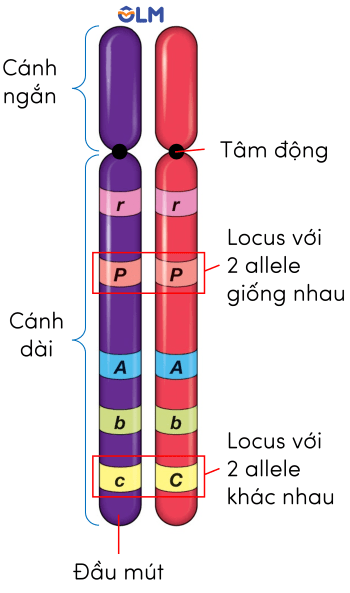 OLM
Cánh
ngắn
Tâm động
r r
Locus với
2 allele
giống nhau
P P
Cánh
dài
A A
b b
Locus với
2 allele
khác nhau
c C
Đầu mút